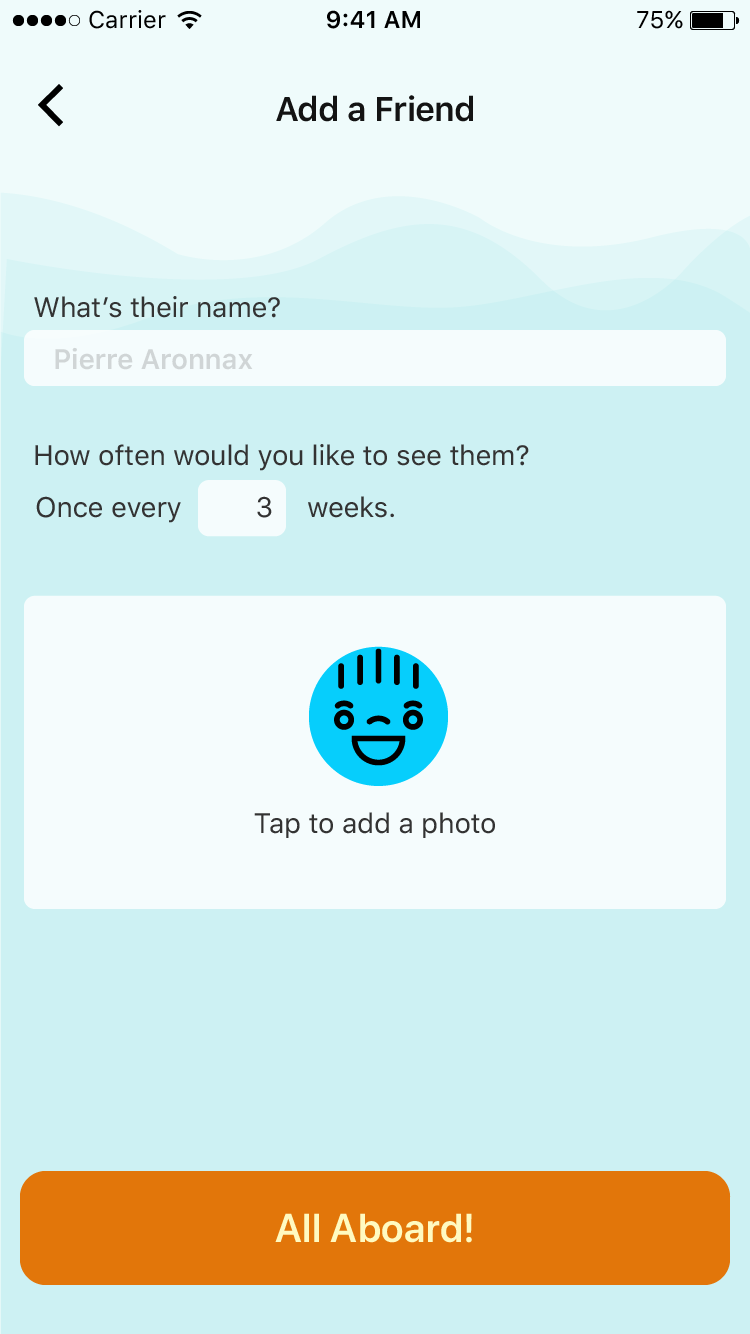 Carrier 9:41 AM 75%
Add a Friend
What’s their name?
Pierre Aronnax
How often would you like to see them?
Once every 3 weeks.
Tap to add a photo
All Aboard!